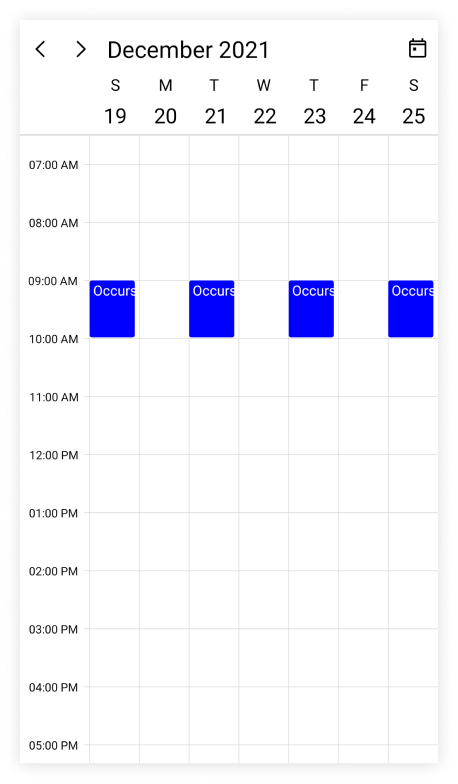 December 2021
S M T W T F S
19 20 21 22 23 24 25
07:00 AM
08:00 AM
09:00 AM
Occurs Occurs Occurs Occurs
10:00 AM
11:00 AM
12:00 PM
01:00 PM
02:00 PM
03:00 PM
04:00 PM
05:00 PM